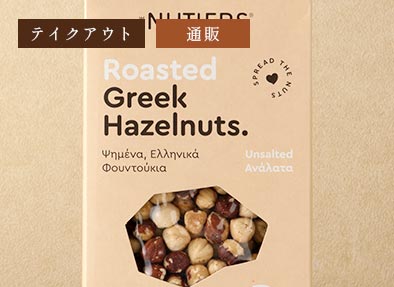 テイクアウト
通販
NUTIERS®
Roasted
Greek
Hazelnuts.
SPREAD THE NUTS
Ψημένα, Ελληνικά
Φουντούκια
Unsalted
Ανάλατα